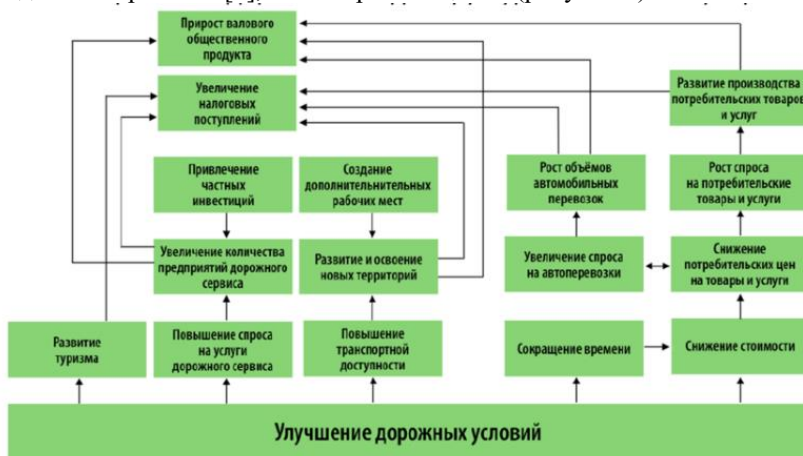 Прирост валового
общественного
продукта
Увеличение
налоговых
поступлений
Развитие производства
потребительских товаров
и услуг
Привлечение
частных
инвестиций
Создание
дополнительнительных
рабочих мест
Рост объёмов
автомобильных
перевозок
Рост спроса
на потребительские
товары и услуги
Увеличение количества
предприятий дорожного
сервиса
Развитие и освоение
новых территорий
Увеличение спроса
на автоперевозки
Снижение
потребительских цен
на товары и услуги
Развитие
туризма
Повышение спроса
на услуги
дорожного сервиса
Повышение
транспортной
доступности
Сокращение времени
Снижение стоимости
Улучшение дорожных условий